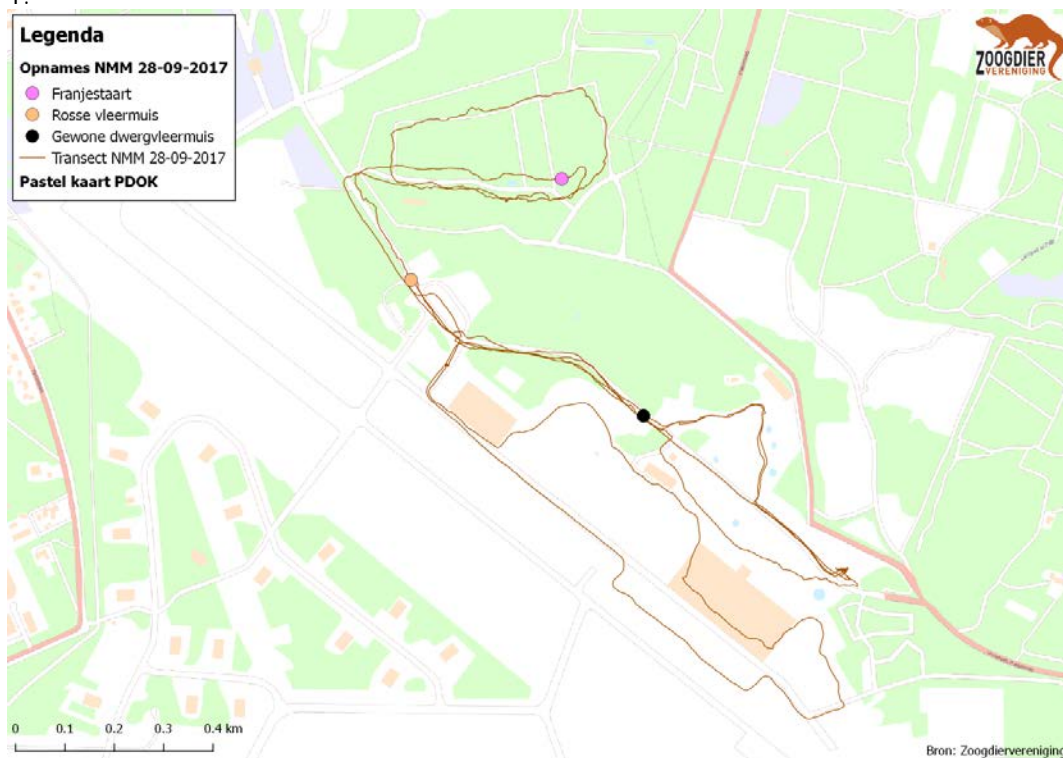 Legenda
Opnames NMM 28-09-2017
Franjestaart
Rosse vleermuis
Gewone dwergvleermuis
Transect NMM 28-09-2017
Pastel kaart PDOK
ZOOGDIER
VERENIGING
0 0.1 0.2 0.3 0.4 km
Bron: Zoogdiervereniging